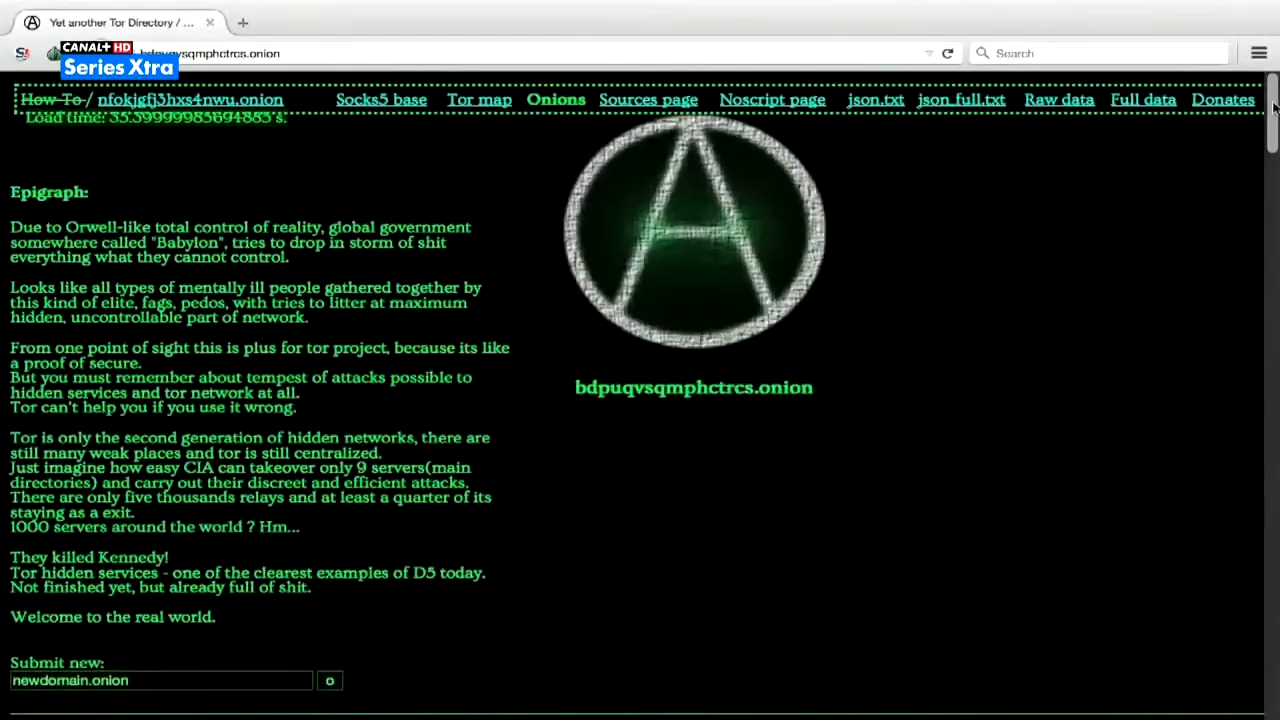 Yet another Tor Directory / ...
CANAL+ HD
Series Xtra
bdpuqvsqmphctrcs.onion
Search
How To / nfokjgfj3hxs4nwu.onion Socks5 base Tor map Onions Sources page Noscript page json.txt json_full.txt Raw data Full data Donates
Load time: 35.39999985694885 s.
Epigraph:
Due to Orwell-like total control of reality, global government
somewhere called "Babylon", tries to drop in storm of shit
everything what they cannot control.
Looks like all types of mentally ill people gathered together by
this kind of elite, fags, pedos, with tries to litter at maximum
hidden, uncontrollable part of network.
From one point of sight this is plus for tor project, because its like
a proof of secure.
But you must remember about tempest of attacks possible to
hidden services and tor network at all.
Tor can't help you if you use it wrong.
Tor is only the second generation of hidden networks, there are
still many weak places and tor is still centralized.
Just imagine how easy CIA can takeover only 9 servers(main
directories) and carry out their discreet and efficient attacks.
There are only five thousands relays and at least a quarter of its
staying as a exit.
1000 servers around the world ? Hm...
They killed Kennedy!
Tor hidden services - one of the clearest examples of D5 today.
Not finished yet, but already full of shit.
Welcome to the real world.
bdpuqvsqmphctrcs.onion
Submit new:
newdomain.onion o